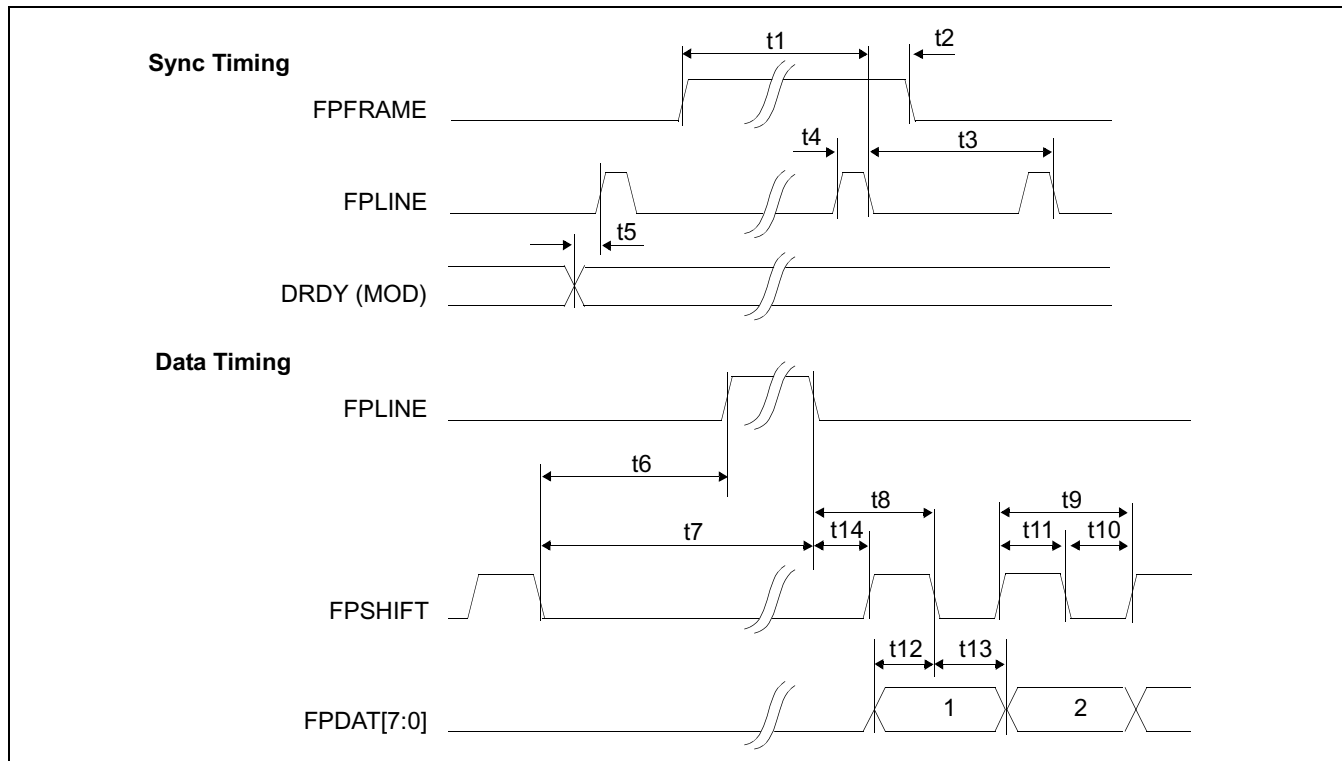 Sync Timing
t1
t2
FPFRAME
t4
t3
FPLINE
t5
DRDY (MOD)
Data Timing
FPLINE
t6
t8
t9
t7
t14
t11
t10
FPSHIFT
t12
t13
FPDAT[7:0]
1
2